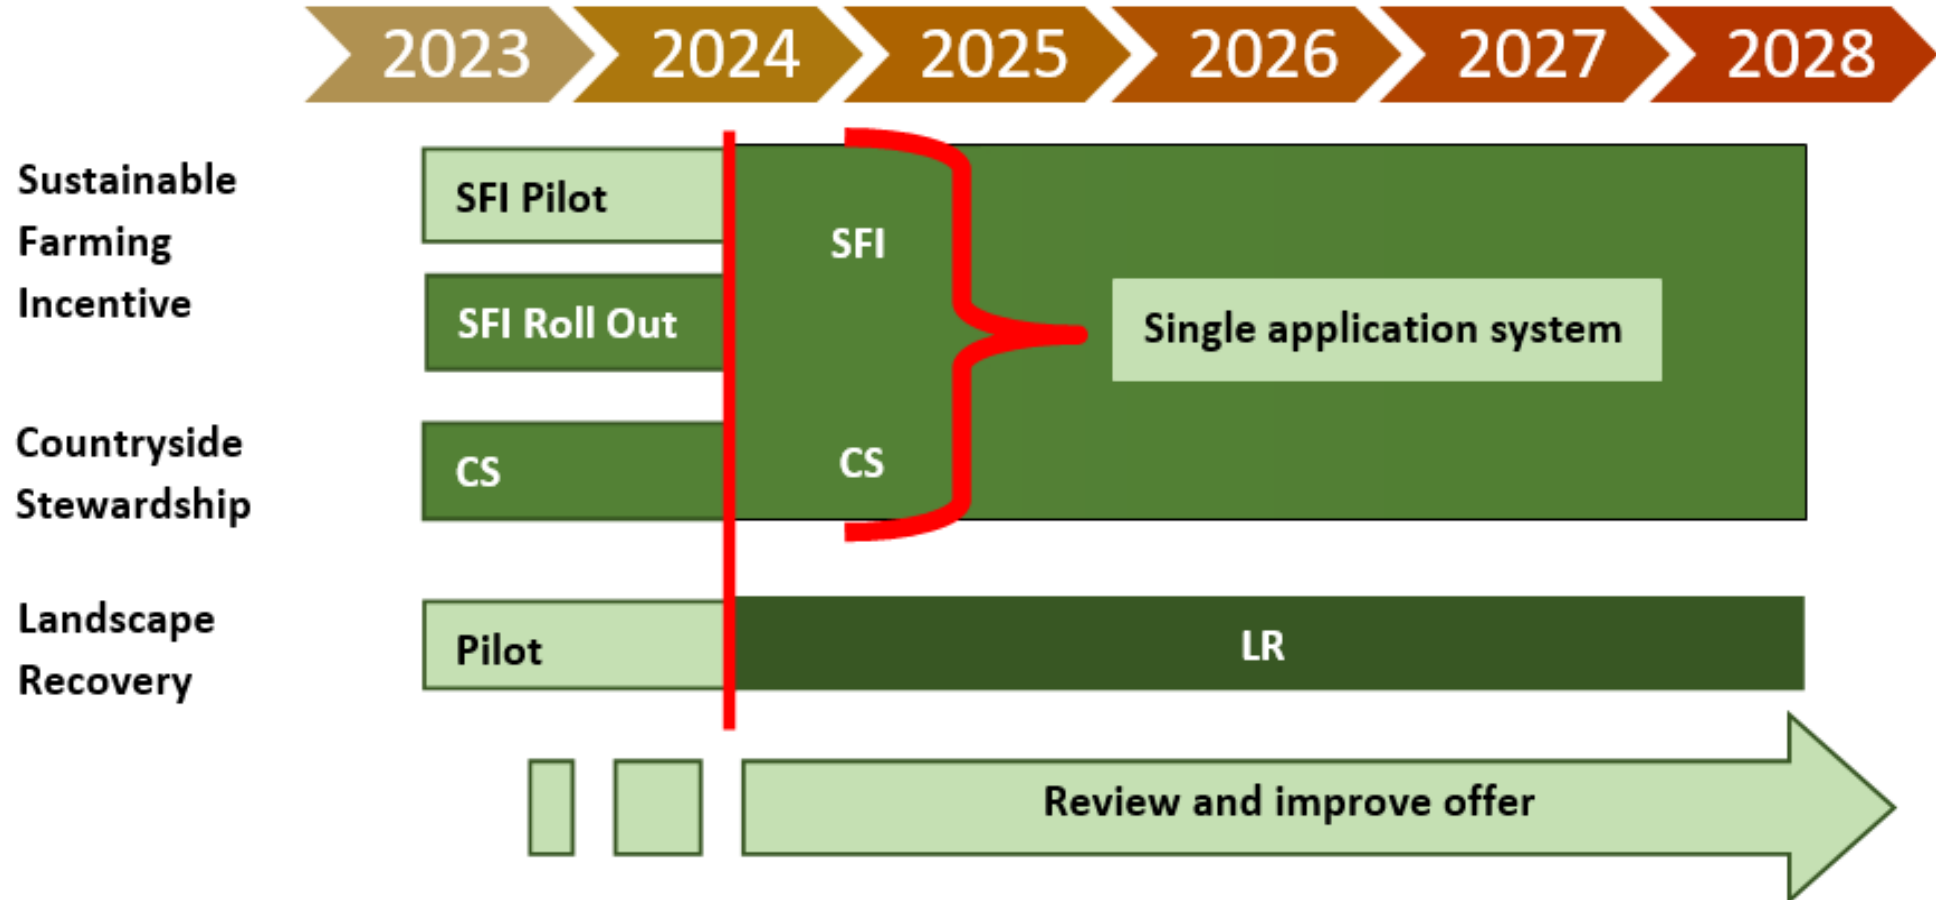 2023 2024 2025 2026 2027 2028
Sustainable
Farming
Incentive
SFI Pilot
SFI Roll Out
SFI
Single application system
Countryside
Stewardship
CS
CS
Landscape
Recovery
Pilot
LR
Review and improve offer